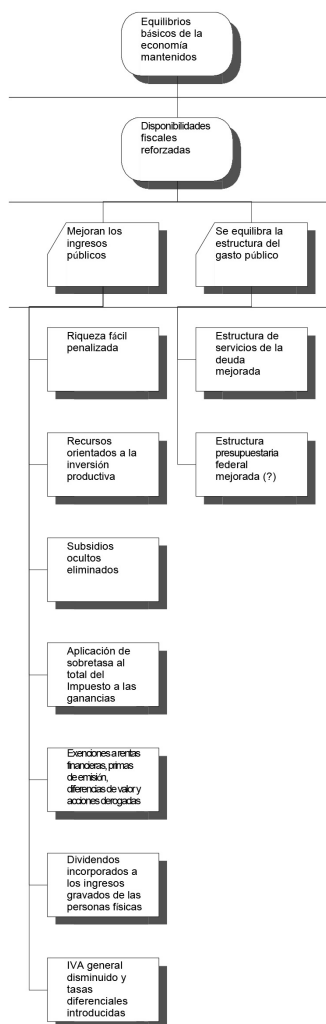 Equilibrios
básicos de la
economía
mantenidos
Disponibilidades
fiscales
reforzadas
Mejoran los
ingresos
públicos
Se equilibra la
estructura del
gasto público
Riqueza fácil
penalizada
Estructura de
servicios de la
deuda
mejorada
Recursos
orientados a la
inversión
productiva
Estructura
presupuestaria
federal
mejorada (?)
Subsidios
ocultos
eliminados
Aplicación de
sobretasa al
total del
Impuesto a las
ganancias
Exenciones a rentas
financieras, primas
de emisión,
diferencias de valor y
acciones derogadas
Dividendos
incorporados a
los ingresos
gravados de las
personas físicas
IVA general
disminuido y
tasas
diferenciales
introducidas